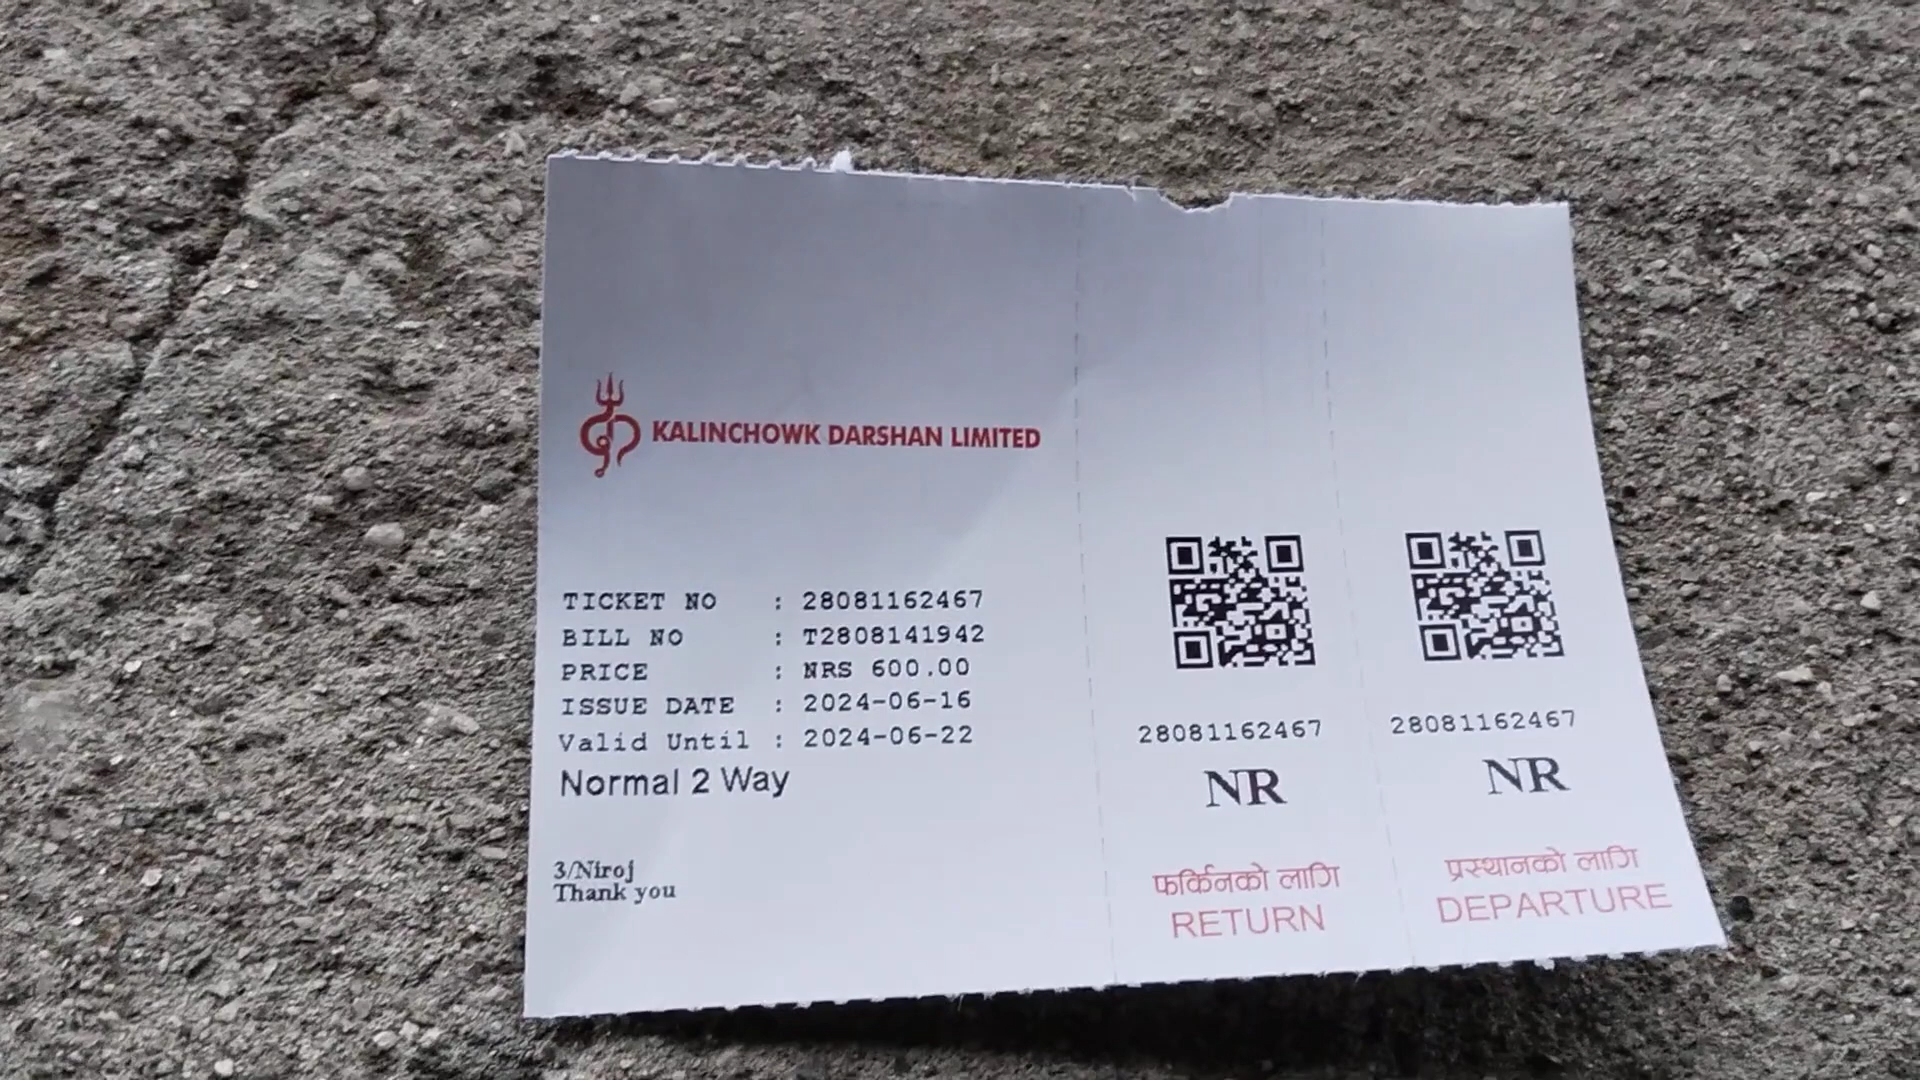 KALINCHOWK DARSHAN LIMITED
TICKET NO : 28081162467
BILL NO : T2808141942
PRICE : NRS 600.00
ISSUE DATE : 2024-06-16
Valid Until : 2024-06-22
Normal 2 Way
3/Niroj
Thank you
28081162467
NR
फर्किनको लागि
RETURN
28081162467
NR
प्रस्थानको लागि
DEPARTURE